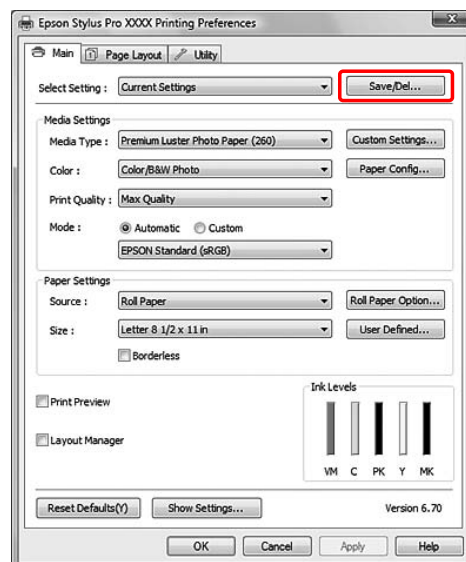 Epson Stylus Pro XXXX Printing Preferences
Main Page Layout Utility
Select Setting : Current Settings Save/Del...
Media Settings
Media Type : Premium Luster Photo Paper (260) Custom Settings...
Color : Color/B&W Photo Paper Config...
Print Quality : Max Quality
Mode : Automatic Custom
EPSON Standard (sRGB)
Paper Settings
Source : Roll Paper Roll Paper Option...
Size : Letter 8 1/2 x 11 in User Defined...
Borderless
Ink Levels
Print Preview
Layout Manager
VM C PK Y MK
Reset Defaults(Y) Show Settings... Version 6.70
OK Cancel Apply Help